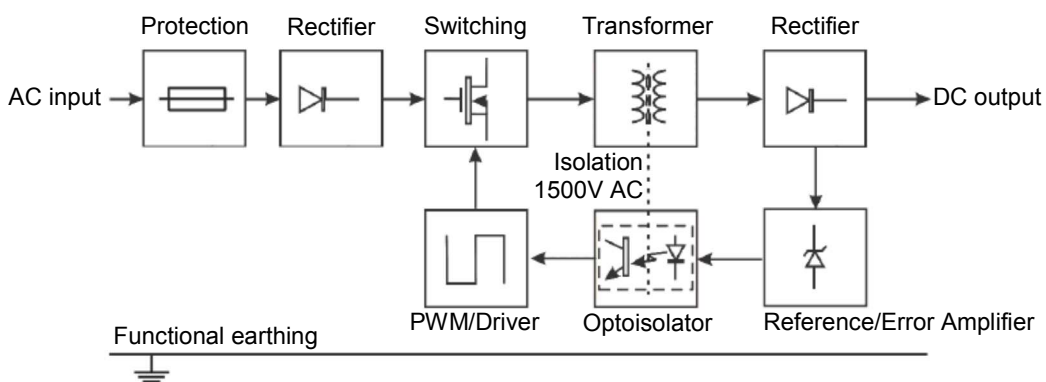 Protection
Rectifier
Switching
Transformer
Rectifier
AC input
DC output
Isolation
1500V AC
PWM/Driver
Optoisolator
Reference/Error Amplifier
Functional earthing